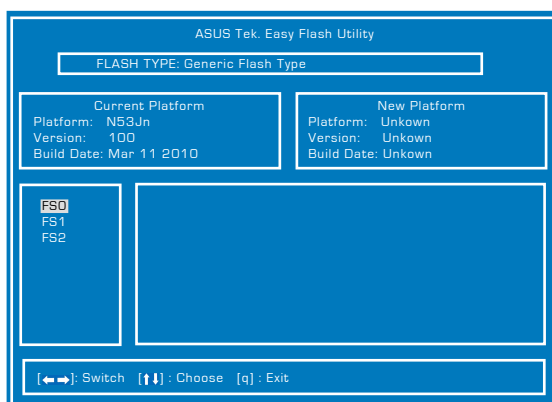 ASUS Tek. Easy Flash Utility
FLASH TYPE: Generic Flash Type
Current Platform
Platform: N53Jn
Version: 100
Build Date: Mar 11 2010
New Platform
Platform: Unkown
Version: Unkown
Build Date: Unkown
FS0
FS1
FS2
[←→]: Switch [↑↓] : Choose [q] : Exit